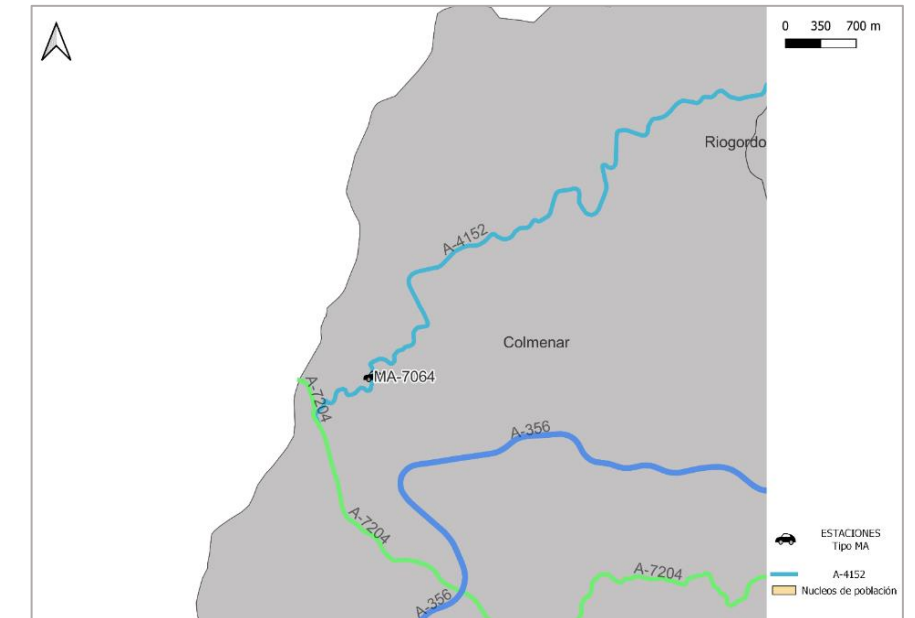 0 350 700 m
Riogordo
A-4152
Colmenar
MA-7064
A-7204
A-356
A-7204
A-7204
A-356
ESTACIONES
Tipo MA
A-4152
Nucleos de población